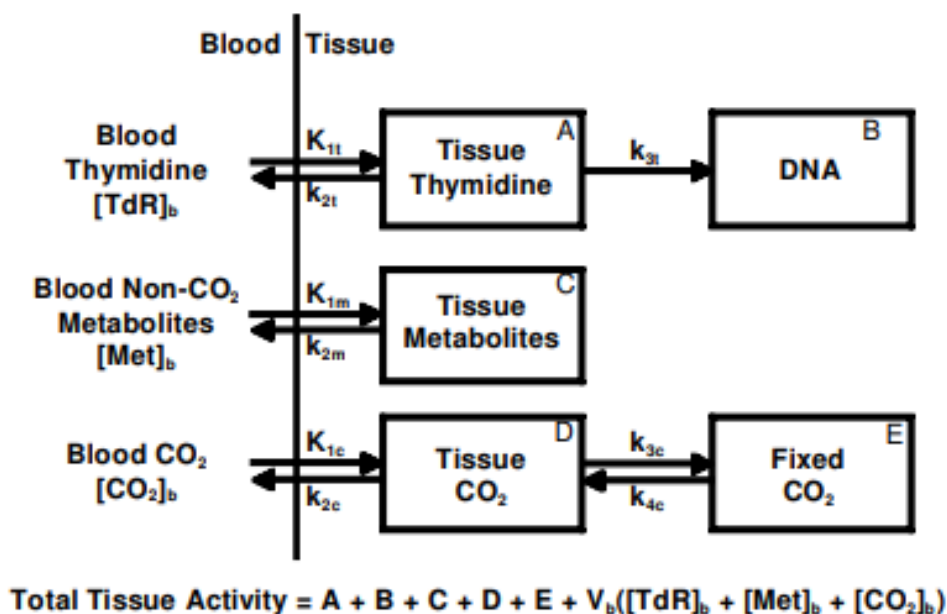 Blood Tissue
Blood
Thymidine
[TdR]b
K1t
k2t
A
Tissue
Thymidine
k3t
B
DNA
Blood Non-CO2
Metabolites
[Met]b
K1m
k2m
C
Tissue
Metabolites
Blood CO2
[CO2]b
K1c
k2c
D
Tissue
CO2
k3c
k4c
E
Fixed
CO2
Total Tissue Activity = A + B + C + D + E + Vb([TdR]b + [Met]b + [CO2]b)